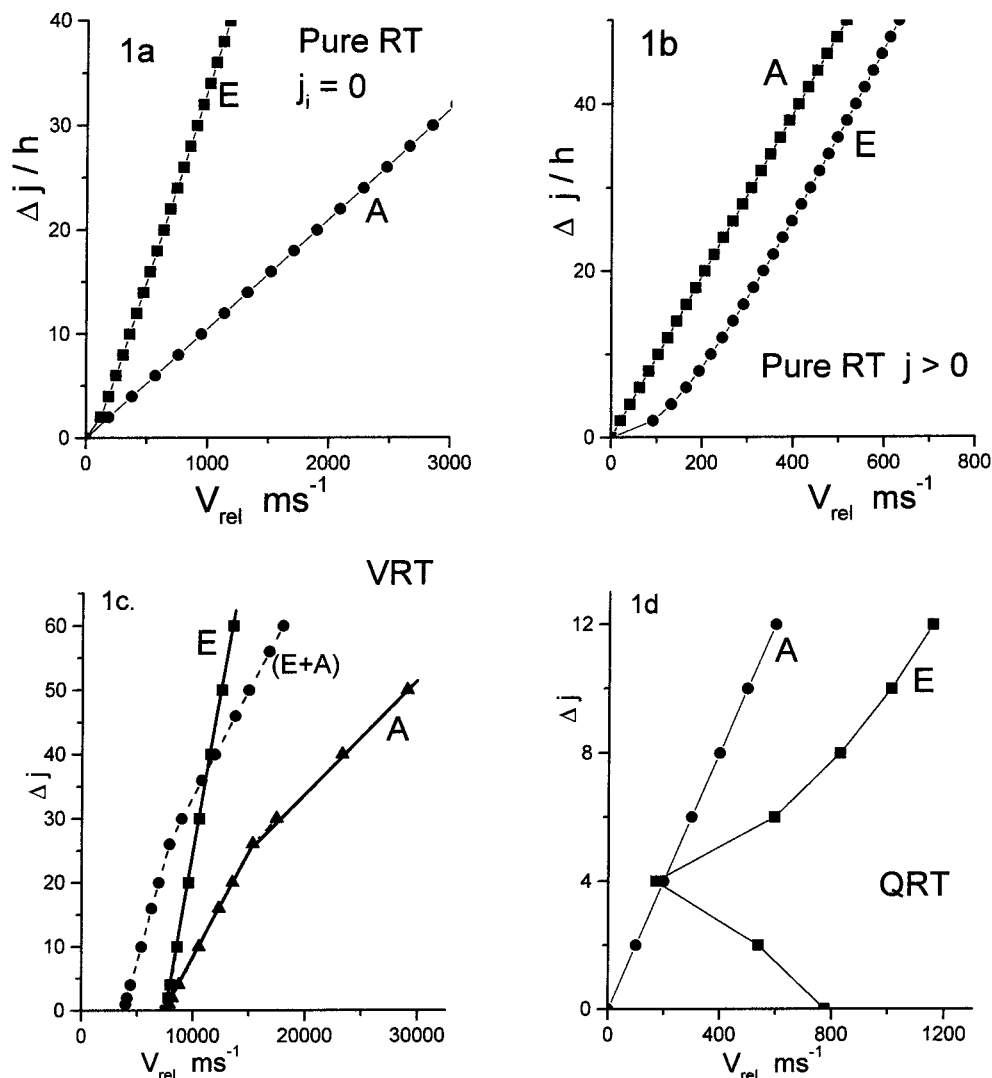 1a
Pure RT
jᵢ = 0
E
A
Δ j / h
40
30
20
10
0
0 1000 2000 3000
V_rel ms⁻¹
1b
A
E
Pure RT j > 0
Δ j / h
40
20
0
0 200 400 600 800
V_rel ms⁻¹
VRT
1c.
E
(E+A)
A
Δ j
60
50
40
30
20
10
0
0 10000 20000 30000
V_rel ms⁻¹
1d
A
E
QRT
Δ j
12
8
4
0
0 400 800 1200
V_rel ms⁻¹